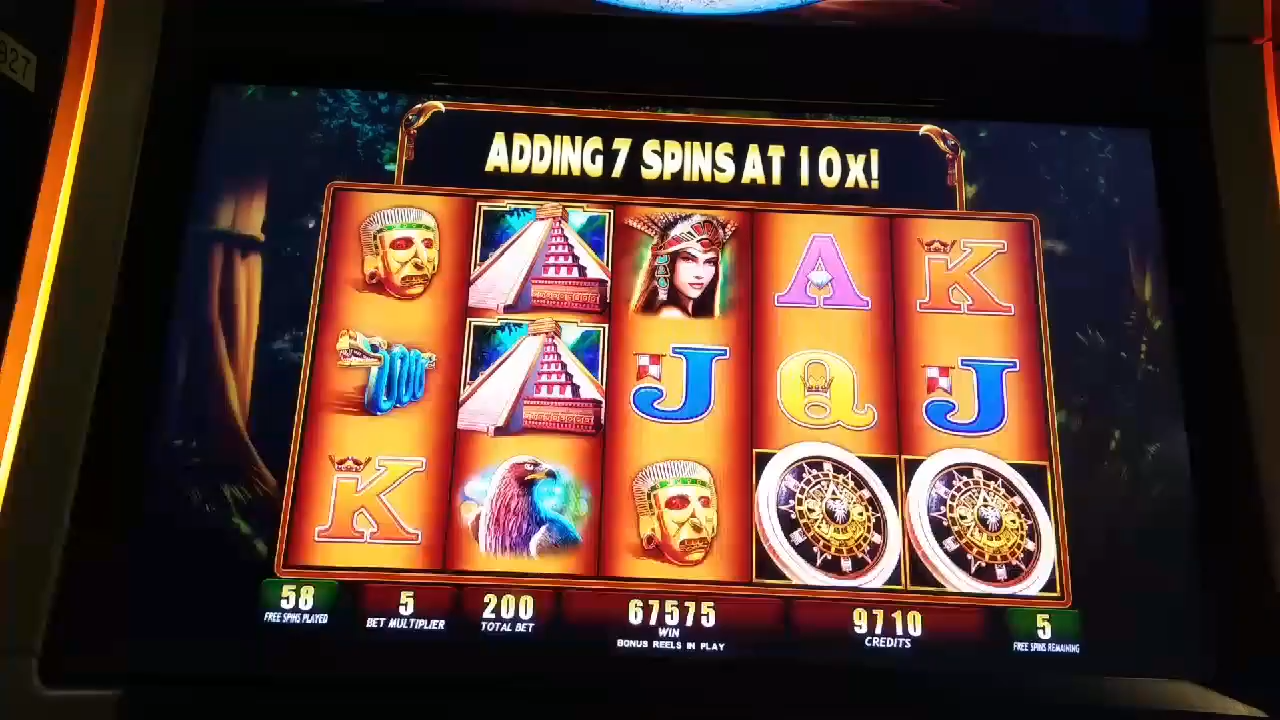 927
ADDING 7 SPINS AT 10x!
A K
J Q J
K
58 5 200 67575 9710 5
FREE SPINS PLAYED BET MULTIPLIER TOTAL BET WIN CREDITS FREE SPINS REMAINING
BONUS REELS IN PLAY